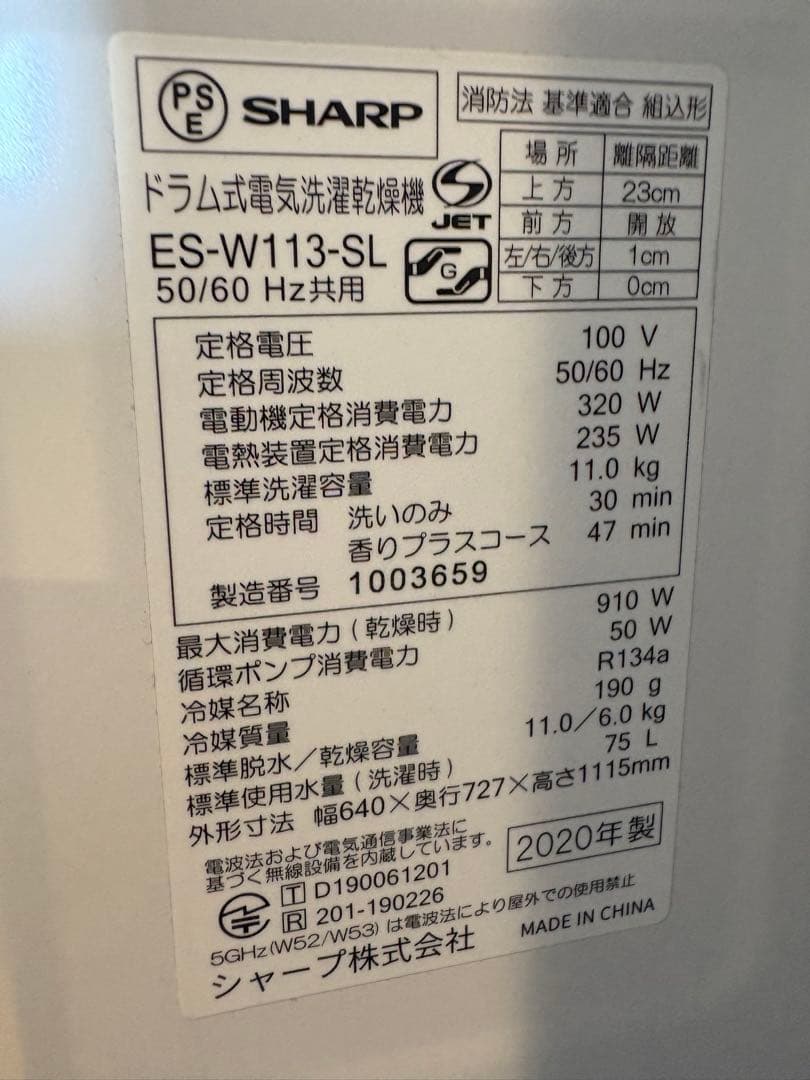 PSE SHARP
消防法 基準適合 組込形
場所 離隔距離
上方 23cm
前方 開放
左/右/後方 1cm
下方 0cm
ドラム式電気洗濯乾燥機
S JET
ES-W113-SL
G
50/60 Hz共用
定格電圧 100 V
定格周波数 50/60 Hz
電動機定格消費電力 320 W
電熱装置定格消費電力 235 W
標準洗濯容量 11.0 kg
定格時間 洗いのみ 30 min
香りプラスコース 47 min
製造番号 1003659
最大消費電力(乾燥時) 910 W
循環ポンプ消費電力 50 W
冷媒名称 R134a
冷媒質量 190 g
標準脱水/乾燥容量 11.0/6.0 kg
標準使用水量(洗濯時) 75 L
外形寸法 幅640×奥行727×高さ1115mm
電波法および電気通信事業法に
基づく無線設備を内蔵しています。
2020年製
T D190061201
R 201-190226
5GHz(W52/W53)は電波法により屋外での使用禁止
シャープ株式会社 MADE IN CHINA